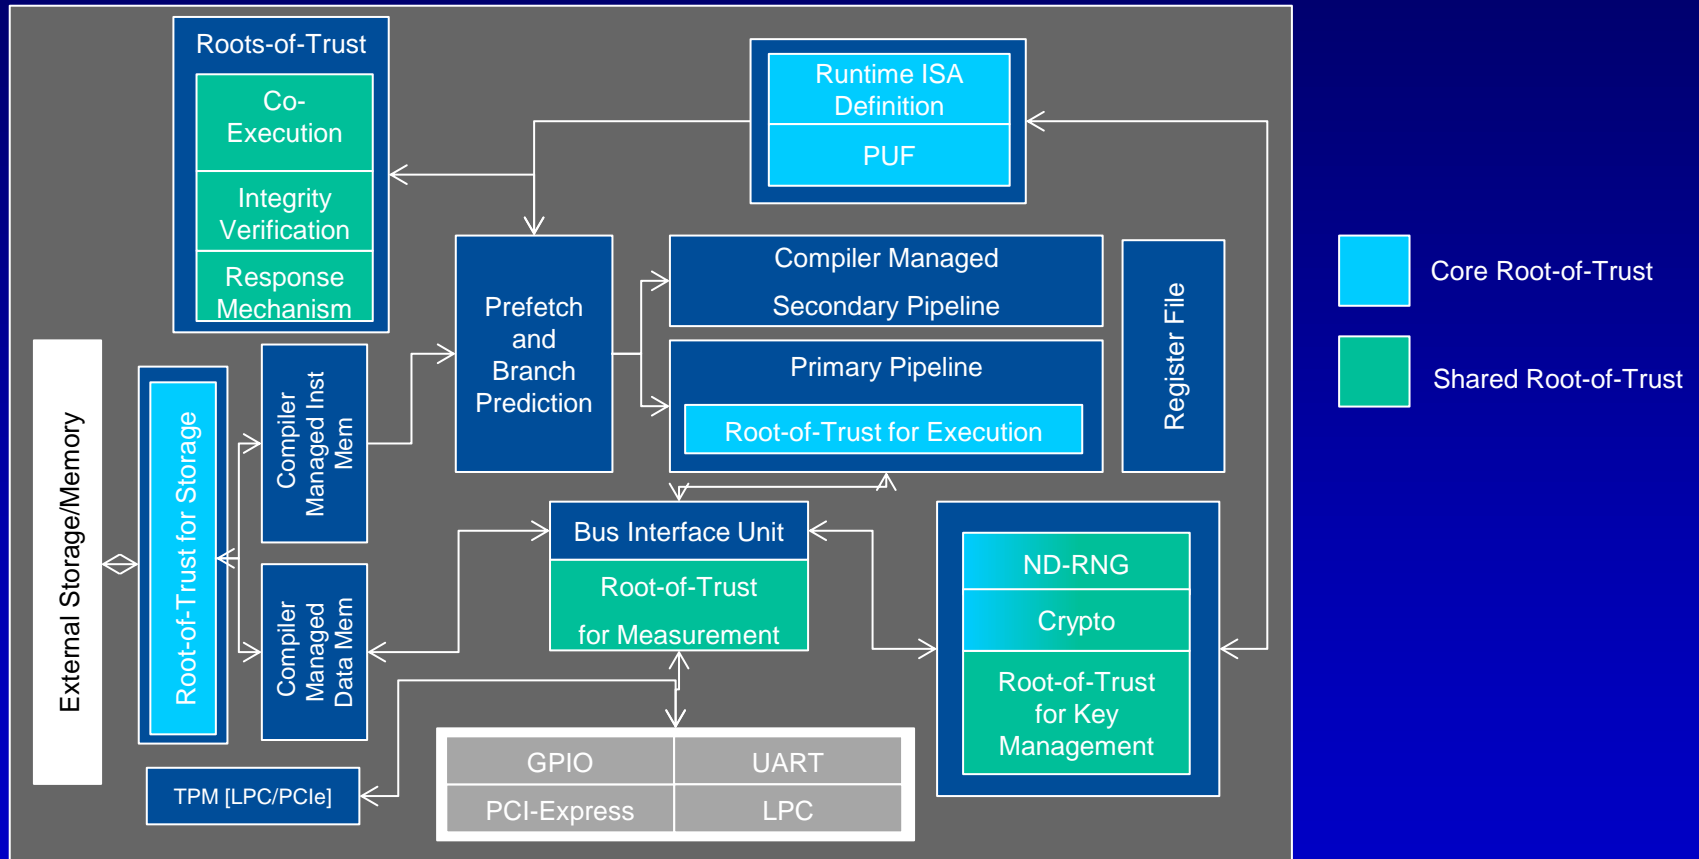 Roots-of-Trust
Co-
Execution
Integrity
Verification
Response
Mechanism
Runtime ISA
Definition
PUF
Prefetch
and
Branch
Prediction
Compiler Managed
Secondary Pipeline
Primary Pipeline
Root-of-Trust for Execution
Register File
External Storage/Memory
Root-of-Trust for Storage
Compiler
Managed Inst
Mem
Compiler
Managed
Data Mem
Bus Interface Unit
Root-of-Trust
for Measurement
ND-RNG
Crypto
Root-of-Trust
for Key
Management
TPM [LPC/PCIe]
GPIO
UART
PCI-Express
LPC
Core Root-of-Trust
Shared Root-of-Trust